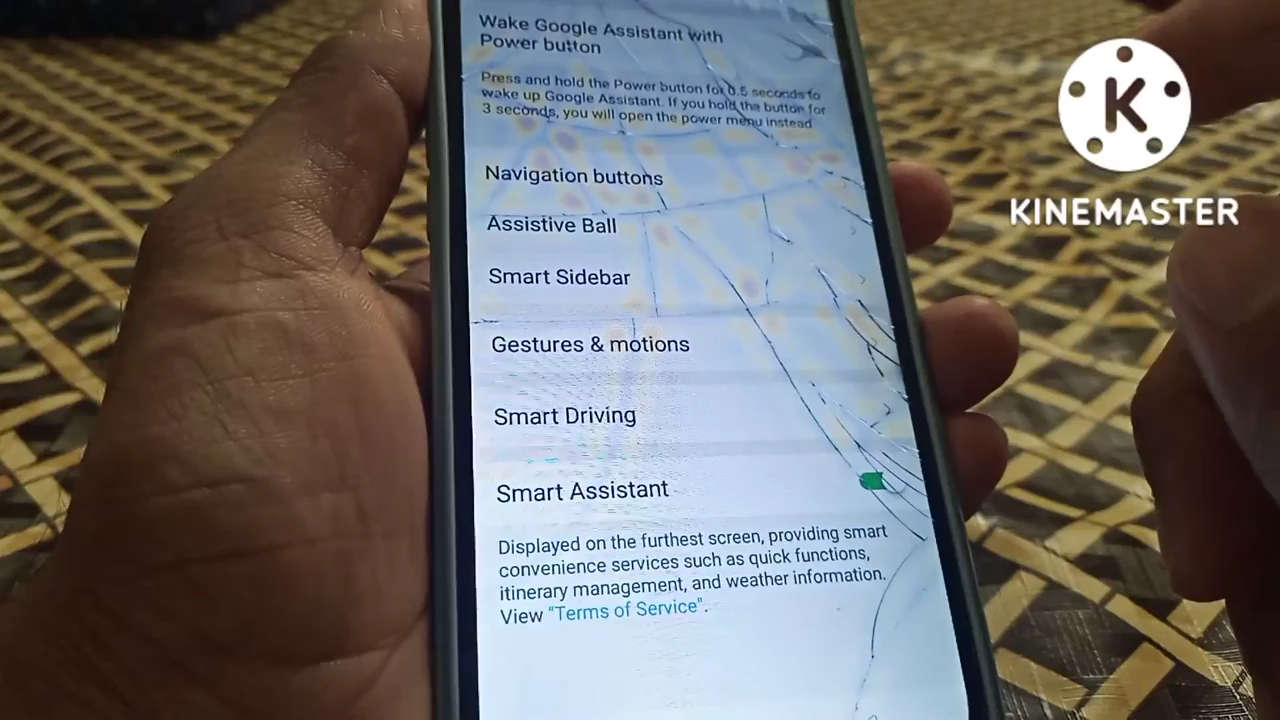 Wake Google Assistant with
Power button
Press and hold the Power button for 0.5 seconds to
wake up Google Assistant. If you hold the button for
3 seconds, you will open the power menu instead
Navigation buttons
Assistive Ball
Smart Sidebar
Gestures & motions
Smart Driving
Smart Assistant
Displayed on the furthest screen, providing smart
convenience services such as quick functions,
itinerary management, and weather information.
View "Terms of Service".
K
KINEMASTER